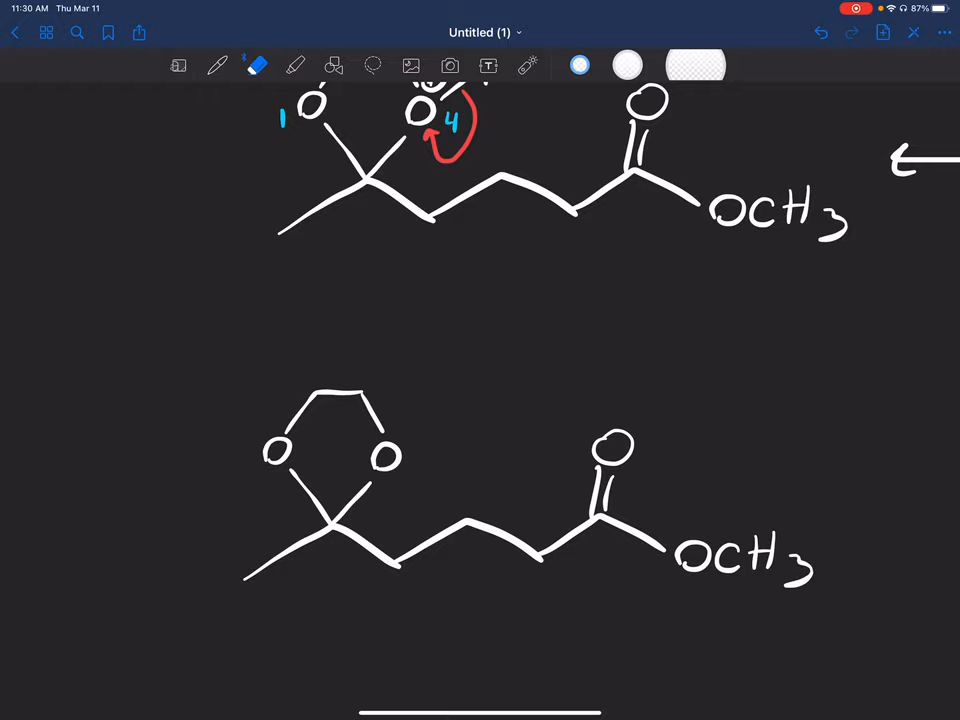 11:30 AM Thu Mar 11
87%
Untitled (1)
T
1 O O 4 O
OCH3
O O O
OCH3